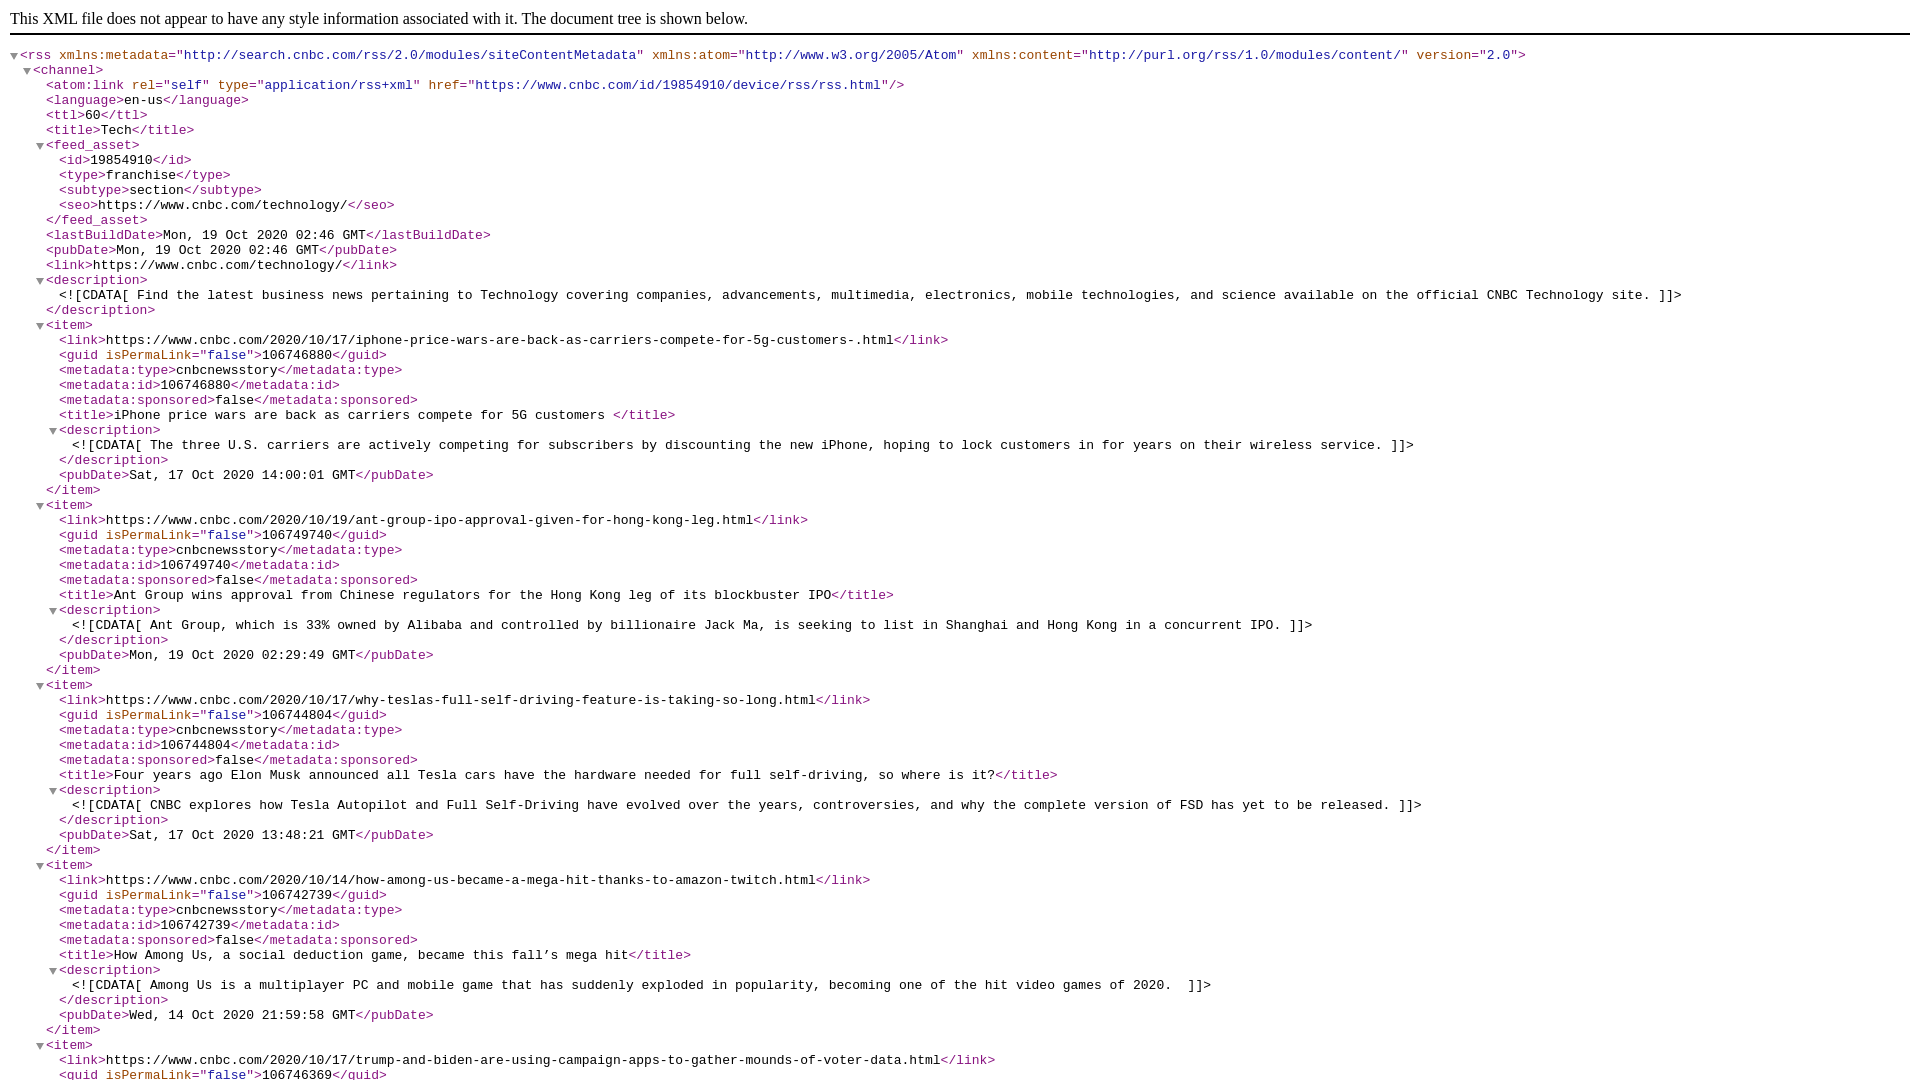 This XML file does not appear to have any style information associated with it. The document tree is shown below.
<rss xmlns:metadata="http://search.cnbc.com/rss/2.0/modules/siteContentMetadata" xmlns:atom="http://www.w3.org/2005/Atom" xmlns:content="http://purl.org/rss/1.0/modules/content/" version="2.0">
<channel>
<atom:link rel="self" type="application/rss+xml" href="https://www.cnbc.com/id/19854910/device/rss/rss.html"/>
<language>en-us</language>
<ttl>60</ttl>
<title>Tech</title>
<feed_asset>
<id>19854910</id>
<type>franchise</type>
<subtype>section</subtype>
<seo>https://www.cnbc.com/technology/</seo>
</feed_asset>
<lastBuildDate>Mon, 19 Oct 2020 02:46 GMT</lastBuildDate>
<pubDate>Mon, 19 Oct 2020 02:46 GMT</pubDate>
<link>https://www.cnbc.com/technology/</link>
<description>
<![CDATA[ Find the latest business news pertaining to Technology covering companies, advancements, multimedia, electronics, mobile technologies, and science available on the official CNBC Technology site. ]]>
</description>
<item>
<link>https://www.cnbc.com/2020/10/17/iphone-price-wars-are-back-as-carriers-compete-for-5g-customers-.html</link>
<guid isPermaLink="false">106746880</guid>
<metadata:type>cnbcnewsstory</metadata:type>
<metadata:id>106746880</metadata:id>
<metadata:sponsored>false</metadata:sponsored>
<title>iPhone price wars are back as carriers compete for 5G customers </title>
<description>
<![CDATA[ The three U.S. carriers are actively competing for subscribers by discounting the new iPhone, hoping to lock customers in for years on their wireless service. ]]>
</description>
<pubDate>Sat, 17 Oct 2020 14:00:01 GMT</pubDate>
</item>
<item>
<link>https://www.cnbc.com/2020/10/19/ant-group-ipo-approval-given-for-hong-kong-leg.html</link>
<guid isPermaLink="false">106749740</guid>
<metadata:type>cnbcnewsstory</metadata:type>
<metadata:id>106749740</metadata:id>
<metadata:sponsored>false</metadata:sponsored>
<title>Ant Group wins approval from Chinese regulators for the Hong Kong leg of its blockbuster IPO</title>
<description>
<![CDATA[ Ant Group, which is 33% owned by Alibaba and controlled by billionaire Jack Ma, is seeking to list in Shanghai and Hong Kong in a concurrent IPO. ]]>
</description>
<pubDate>Mon, 19 Oct 2020 02:29:49 GMT</pubDate>
</item>
<item>
<link>https://www.cnbc.com/2020/10/17/why-teslas-full-self-driving-feature-is-taking-so-long.html</link>
<guid isPermaLink="false">106744804</guid>
<metadata:type>cnbcnewsstory</metadata:type>
<metadata:id>106744804</metadata:id>
<metadata:sponsored>false</metadata:sponsored>
<title>Four years ago Elon Musk announced all Tesla cars have the hardware needed for full self-driving, so where is it?</title>
<description>
<![CDATA[ CNBC explores how Tesla Autopilot and Full Self-Driving have evolved over the years, controversies, and why the complete version of FSD has yet to be released. ]]>
</description>
<pubDate>Sat, 17 Oct 2020 13:48:21 GMT</pubDate>
</item>
<item>
<link>https://www.cnbc.com/2020/10/14/how-among-us-became-a-mega-hit-thanks-to-amazon-twitch.html</link>
<guid isPermaLink="false">106742739</guid>
<metadata:type>cnbcnewsstory</metadata:type>
<metadata:id>106742739</metadata:id>
<metadata:sponsored>false</metadata:sponsored>
<title>How Among Us, a social deduction game, became this fall’s mega hit</title>
<description>
<![CDATA[ Among Us is a multiplayer PC and mobile game that has suddenly exploded in popularity, becoming one of the hit video games of 2020.  ]]>
</description>
<pubDate>Wed, 14 Oct 2020 21:59:58 GMT</pubDate>
</item>
<item>
<link>https://www.cnbc.com/2020/10/17/trump-and-biden-are-using-campaign-apps-to-gather-mounds-of-voter-data.html</link>
<guid isPermaLink="false">106746369</guid>